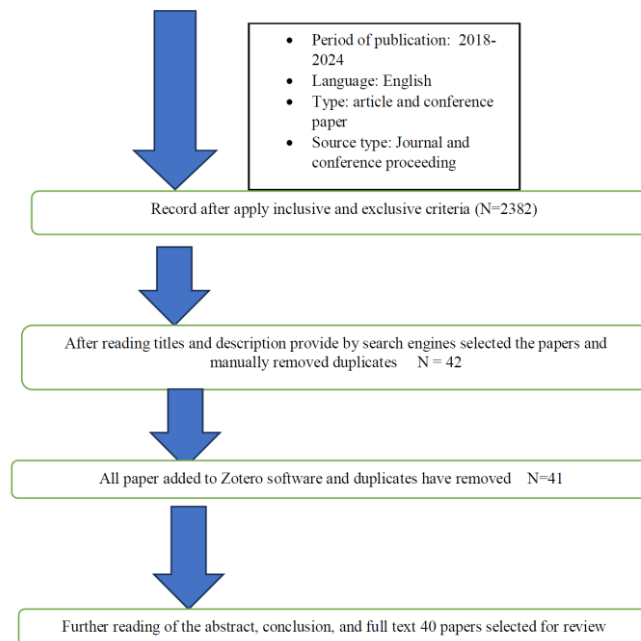 • Period of publication: 2018-
2024
• Language: English
• Type: article and conference
paper
• Source type: Journal and
conference proceeding
Record after apply inclusive and exclusive criteria (N=2382)
After reading titles and description provide by search engines selected the papers and
manually removed duplicates N = 42
All paper added to Zotero software and duplicates have removed N=41
Further reading of the abstract, conclusion, and full text 40 papers selected for review